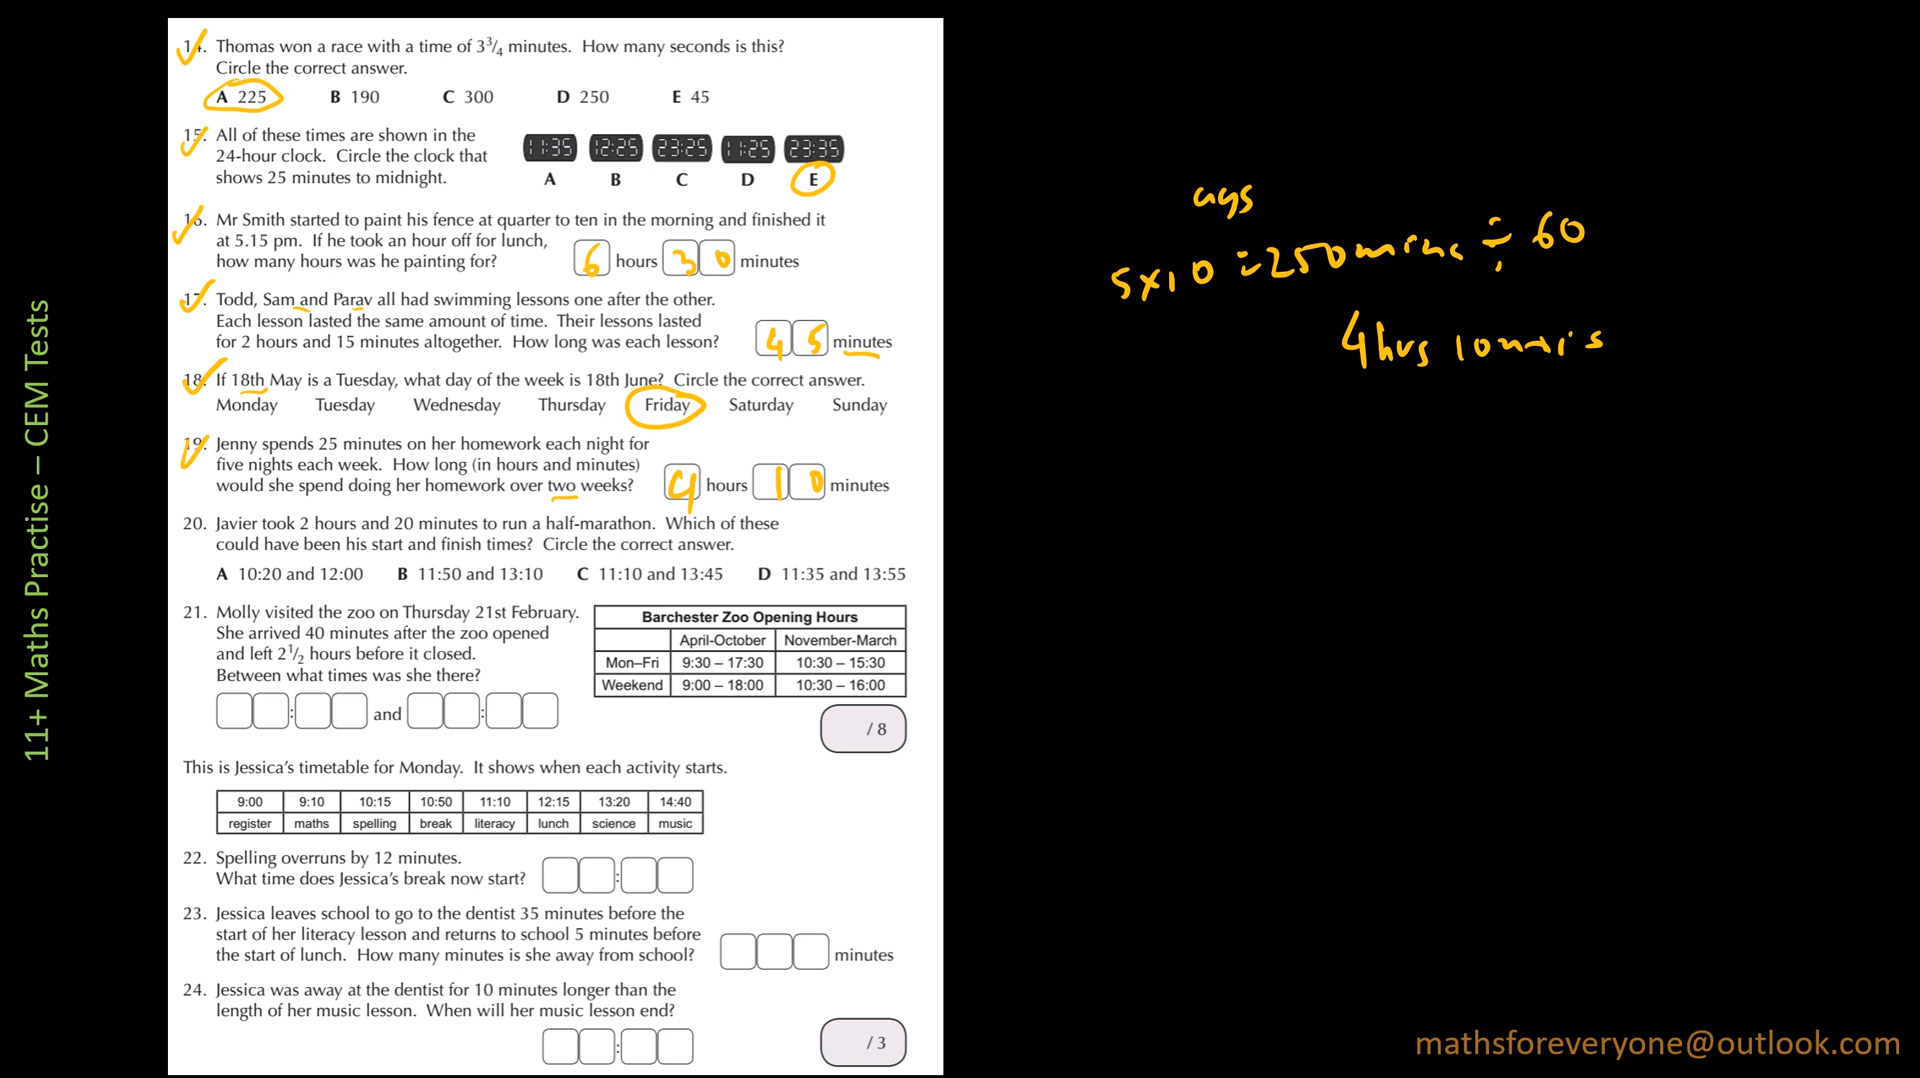 11+ Maths Practise – CEM Tests
14. Thomas won a race with a time of 3³/₄ minutes. How many seconds is this?
Circle the correct answer.
A 225 B 190 C 300 D 250 E 45
15. All of these times are shown in the
24-hour clock. Circle the clock that
shows 25 minutes to midnight.
11:35 12:25 23:25 11:25 23:35
A B C D E
16. Mr Smith started to paint his fence at quarter to ten in the morning and finished it
at 5.15 pm. If he took an hour off for lunch,
how many hours was he painting for? 6 hours 30 minutes
17. Todd, Sam and Parav all had swimming lessons one after the other.
Each lesson lasted the same amount of time. Their lessons lasted
for 2 hours and 15 minutes altogether. How long was each lesson? 45 minutes
18. If 18th May is a Tuesday, what day of the week is 18th June? Circle the correct answer.
Monday Tuesday Wednesday Thursday Friday Saturday Sunday
19. Jenny spends 25 minutes on her homework each night for
five nights each week. How long (in hours and minutes)
would she spend doing her homework over two weeks? 4 hours 10 minutes
20. Javier took 2 hours and 20 minutes to run a half-marathon. Which of these
could have been his start and finish times? Circle the correct answer.
A 10:20 and 12:00 B 11:50 and 13:10 C 11:10 and 13:45 D 11:35 and 13:55
21. Molly visited the zoo on Thursday 21st February.
She arrived 40 minutes after the zoo opened
and left 2¹/₂ hours before it closed.
Between what times was she there?
: and :
Barchester Zoo Opening Hours
April-October November-March
Mon–Fri 9:30 – 17:30 10:30 – 15:30
Weekend 9:00 – 18:00 10:30 – 16:00
/ 8
This is Jessica's timetable for Monday. It shows when each activity starts.
9:00 9:10 10:15 10:50 11:10 12:15 13:20 14:40
register maths spelling break literacy lunch science music
22. Spelling overruns by 12 minutes.
What time does Jessica's break now start? :
23. Jessica leaves school to go to the dentist 35 minutes before the
start of her literacy lesson and returns to school 5 minutes before
the start of lunch. How many minutes is she away from school? minutes
24. Jessica was away at the dentist for 10 minutes longer than the
length of her music lesson. When will her music lesson end?
:
/ 3
5x10 = 250mins ÷ 60
4hrs 10
mathsforeveryone@outlook.com